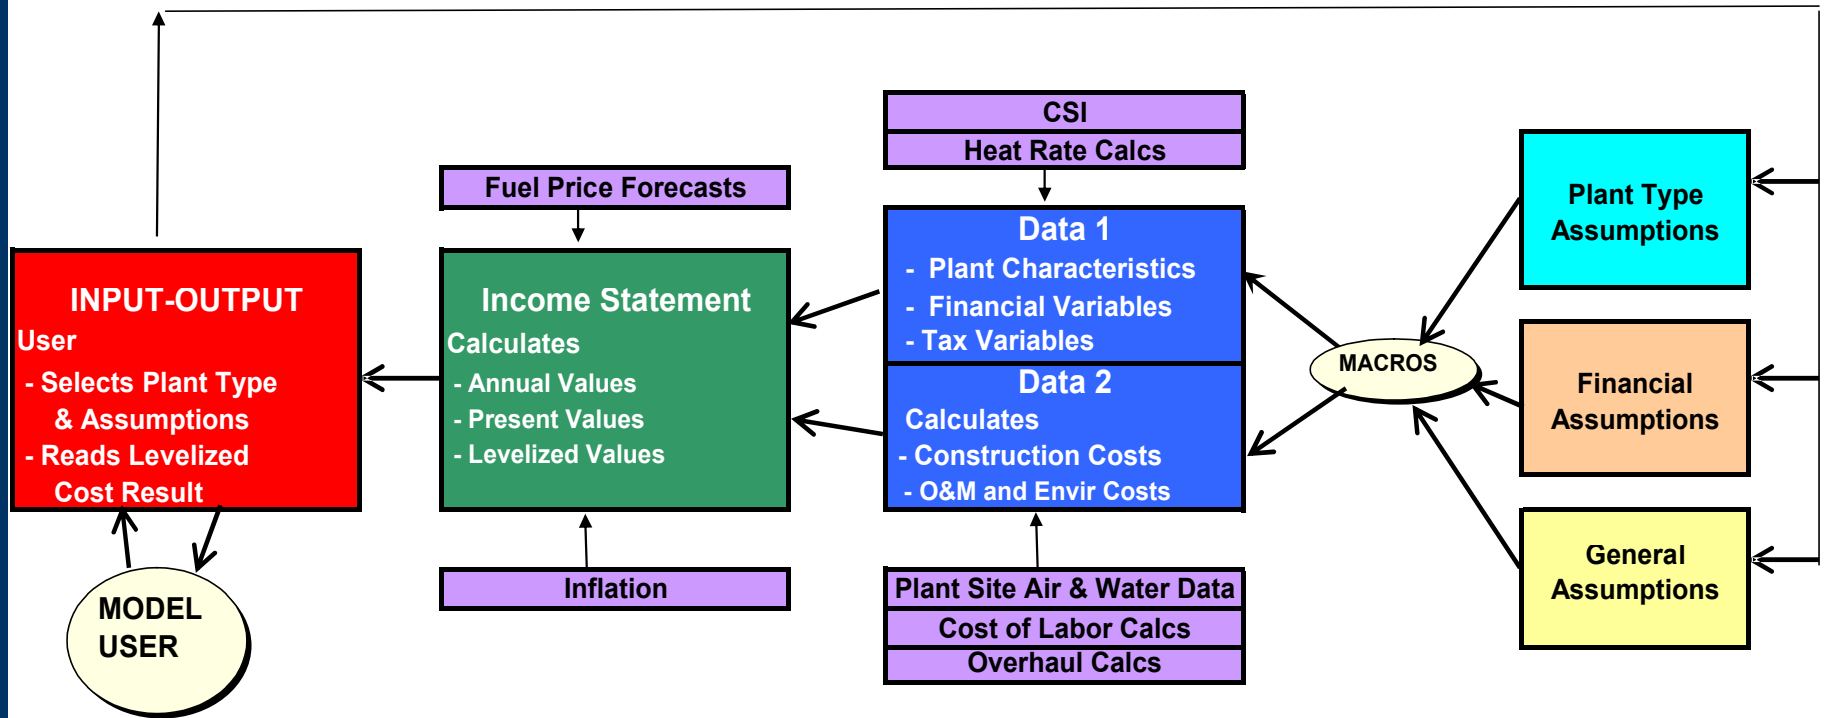 CSI
Heat Rate Calcs
Fuel Price Forecasts
INPUT-OUTPUT
User
- Selects Plant Type
& Assumptions
- Reads Levelized
Cost Result
MODEL
USER
Income Statement
Calculates
- Annual Values
- Present Values
- Levelized Values
Inflation
Data 1
- Plant Characteristics
- Financial Variables
- Tax Variables
Data 2
Calculates
- Construction Costs
- O&M and Envir Costs
Plant Site Air & Water Data
Cost of Labor Calcs
Overhaul Calcs
MACROS
Plant Type
Assumptions
Financial
Assumptions
General
Assumptions